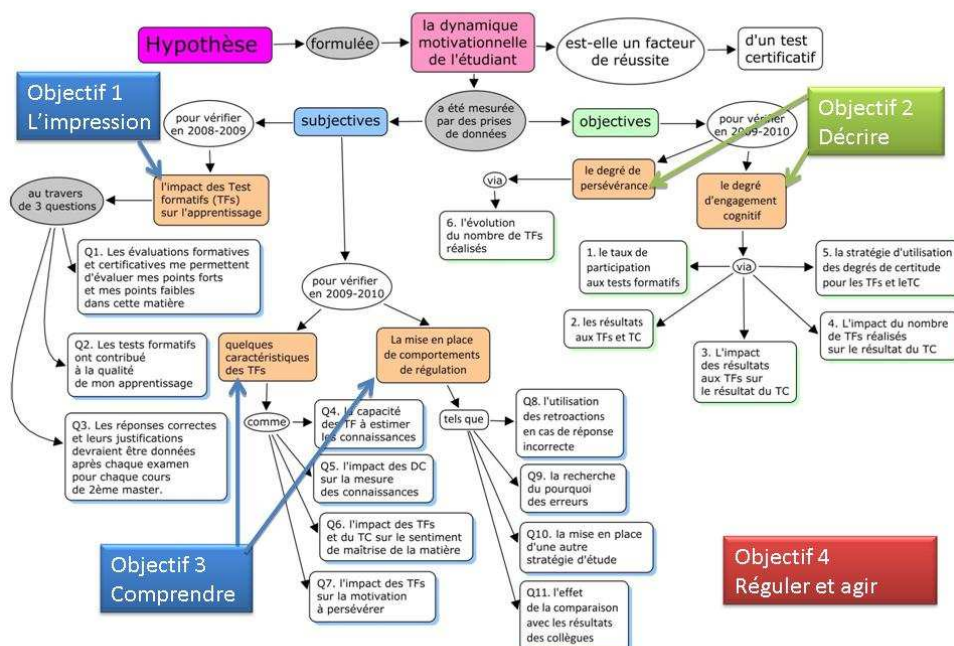 Hypothèse
formulée
la dynamique
motivationnelle
de l'étudiant
est-elle un facteur
de réussite
d'un test
certificatif
Objectif 1
L'impression
pour vérifier
en 2008-2009
subjectives
a été mesurée
par des prises
de données
objectives
pour vérifier
en 2009-2010
Objectif 2
Décrire
au travers
de 3 questions
l'impact des Test
formatifs (TFs)
sur l'apprentissage
via
le degré de
persévérance
le degré
d'engagement
cognitif
6. l'évolution
du nombre de TFs
réalisés
Q1. Les évaluations formatives
et certificatives me permettent
d'évaluer mes points forts
et mes points faibles
dans cette matière
pour vérifier
en 2009-2010
1. le taux de
participation
aux tests formatifs
via
5. la stratégie d'utilisation
des degrés de certitude
pour les TFs et leTC
2. les résultats
aux TFs et TC
3. L'impact
des résultats
aux TFs sur
le résultat du TC
4. L'impact du nombre
de TFs réalisés
sur le résultat du TC
Q2. Les tests formatifs
ont contribué
à la qualité
de mon apprentissage
quelques
caractéristiques
des TFs
La mise en place
de comportements
de régulation
Q3. Les réponses correctes
et leurs justifications
devraient être données
après chaque examen
pour chaque cours
de 2ème master.
comme
Q4. la capacité
des TF à estimer
les connaissances
tels que
Q8. l'utilisation
des retroactions
en cas de réponse
incorrecte
Q5. l'impact des DC
sur la mesure
des connaissances
Q9. la recherche
du pourquoi
des erreurs
Q6. l'impact des TFs
et du TC sur le sentiment
de maîtrise de la matière
Q10. la mise en place
d'une autre
stratégie d'étude
Q7. l'impact des TFs
sur la motivation
à persévérer
Q11. l'effet
de la comparaison
avec les résultats
des collègues
Objectif 3
Comprendre
Objectif 4
Réguler et agir